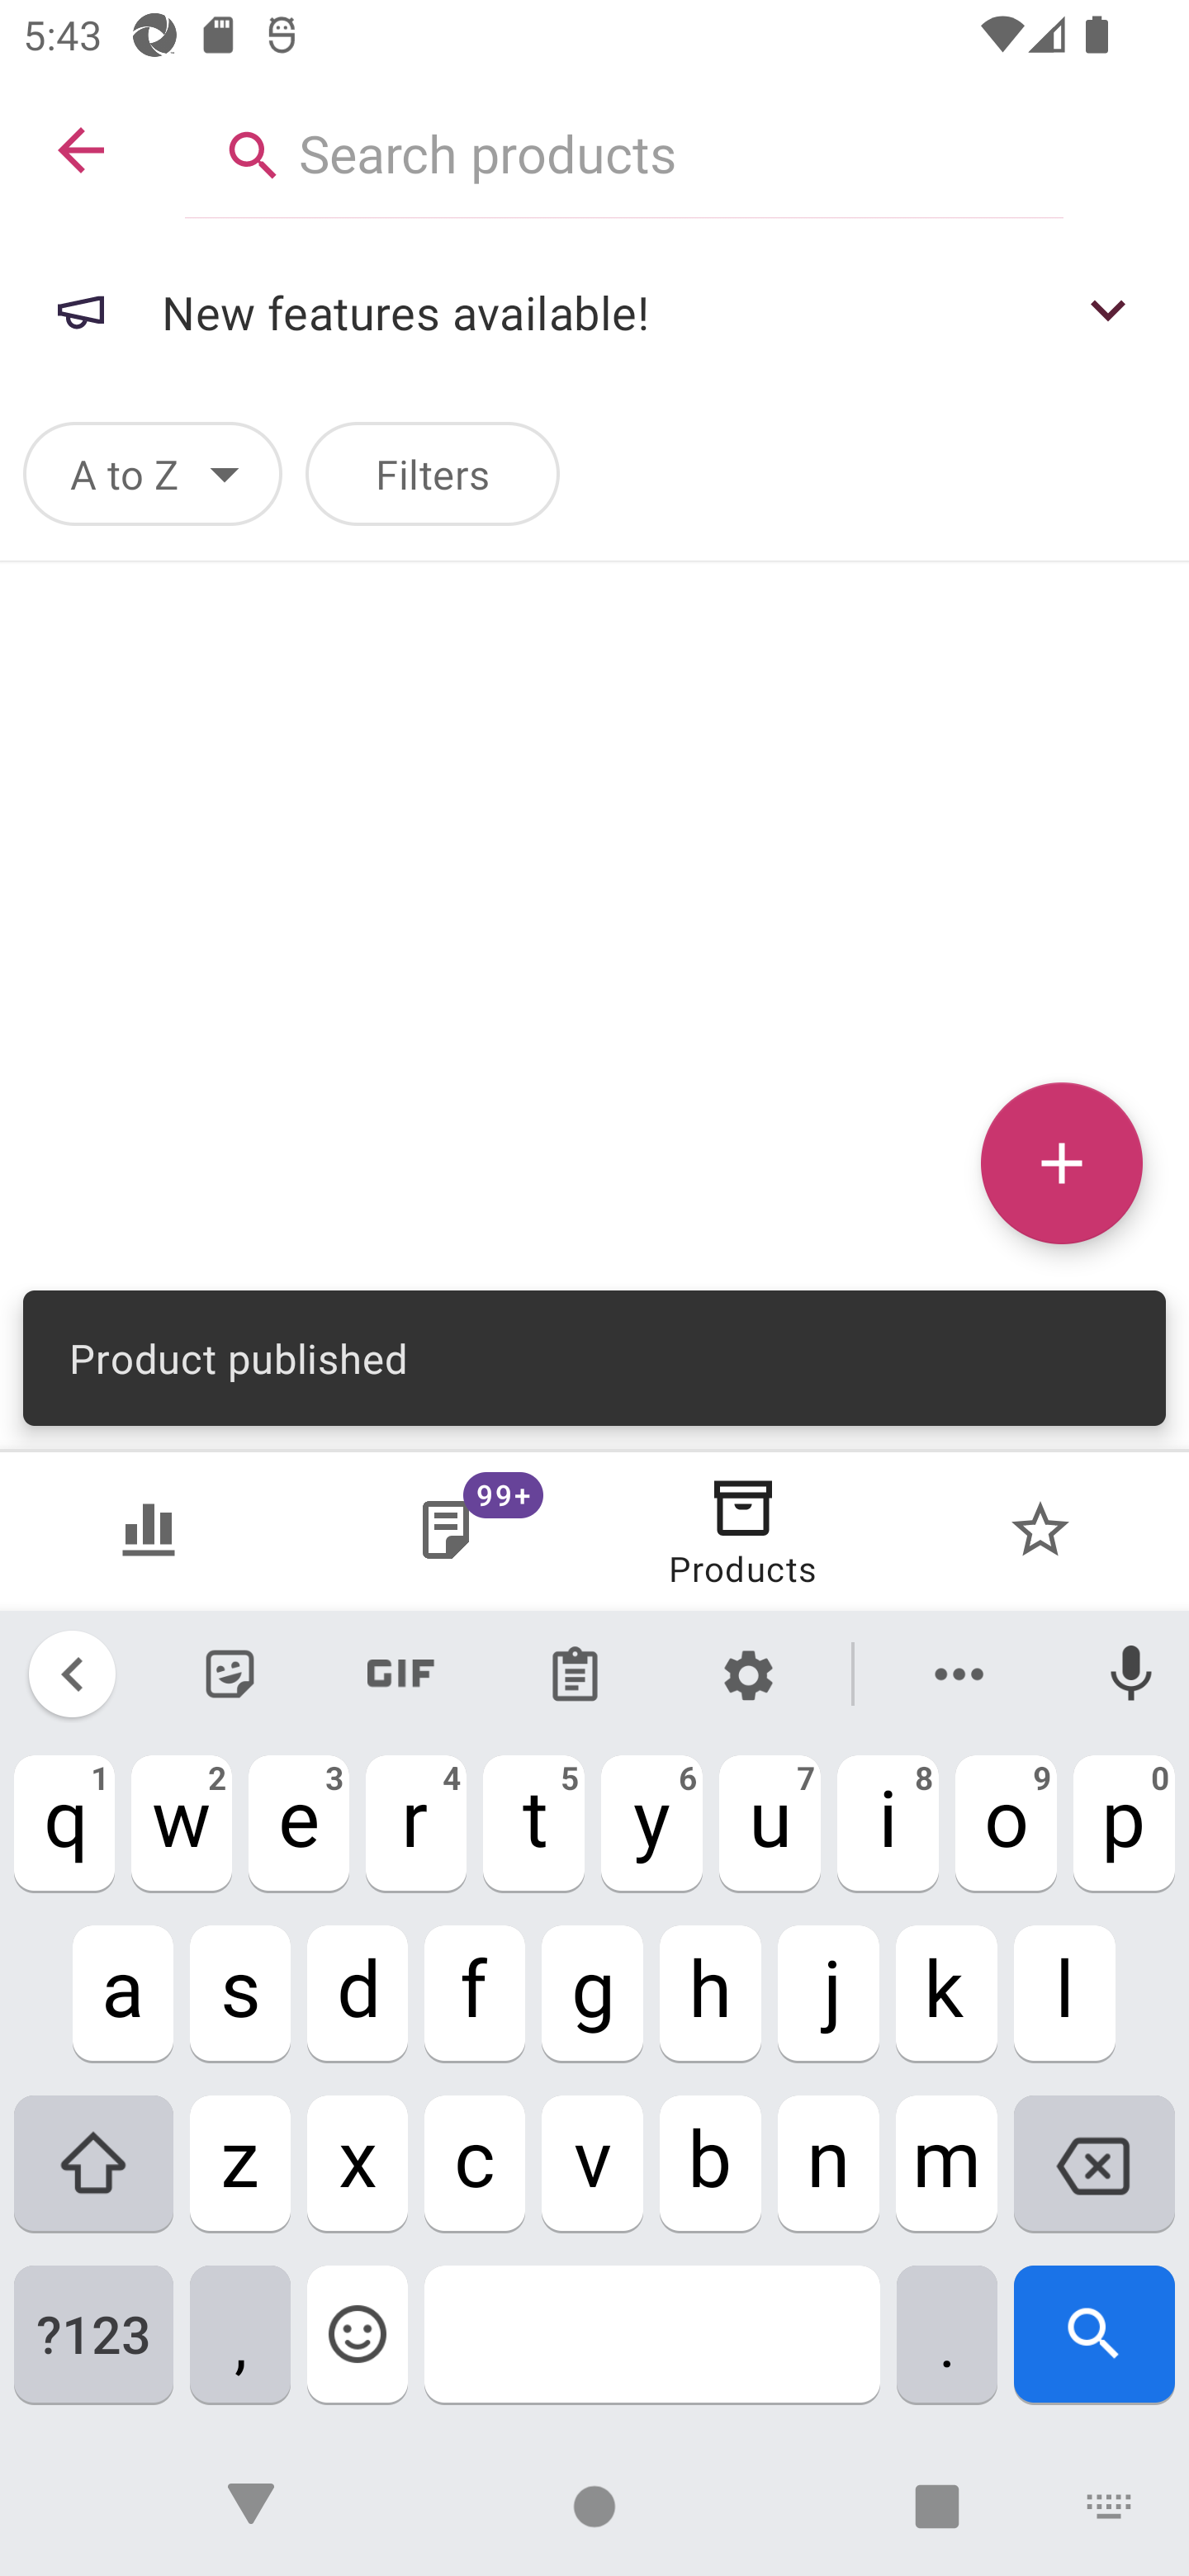 5:43
Search products
New features available!
A to Z
Filters
Product published
99+
Products
GIF
q 1 w 2 e 3 r 4 t 5 y 6 u 7 i 8 o 9 p 0
a s d f g h j k l
z x c v b n m
?123 , .